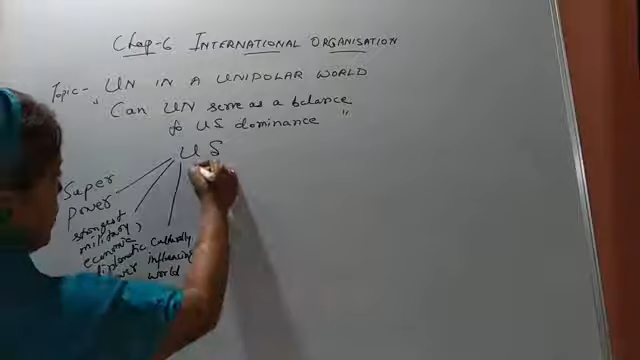 Chap-6 INTERNATIONAL ORGANISATION
Topic- UN IN A UNIPOLAR WORLD
"Can UN serve as a balance
to US dominance"
US
Super
Power
strongest
military,
economic
diplomatic
Culturally
influencing
world